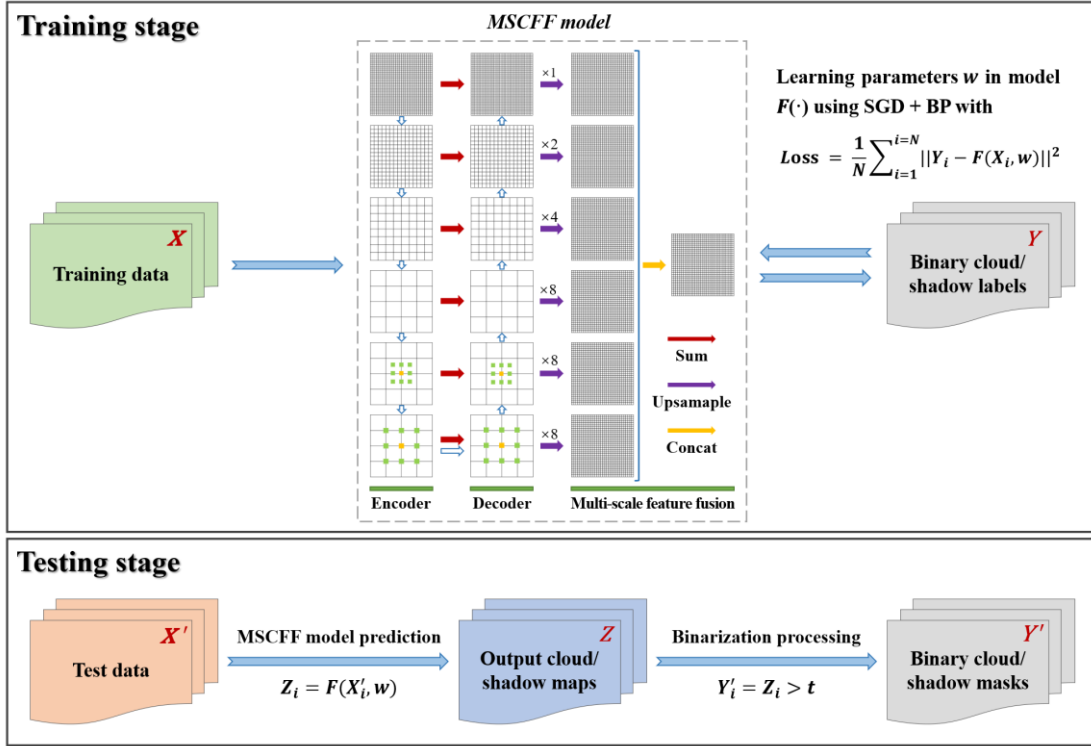 Training stage
MSCFF model
×1
×2
×4
×8
×8
×8
Sum
Upsamaple
Concat
Encoder
Decoder
Multi-scale feature fusion
X
Training data
Learning parameters w in model
F(·) using SGD + BP with
Loss = 1/N ∑_{i=1}^{i=N} ||Y_i − F(X_i, w)||^2
Y
Binary cloud/
shadow labels
Testing stage
X′
Test data
MSCFF model prediction
Z_i = F(X′_i, w)
Z
Output cloud/
shadow maps
Binarization processing
Y′_i = Z_i > t
Y′
Binary cloud/
shadow masks